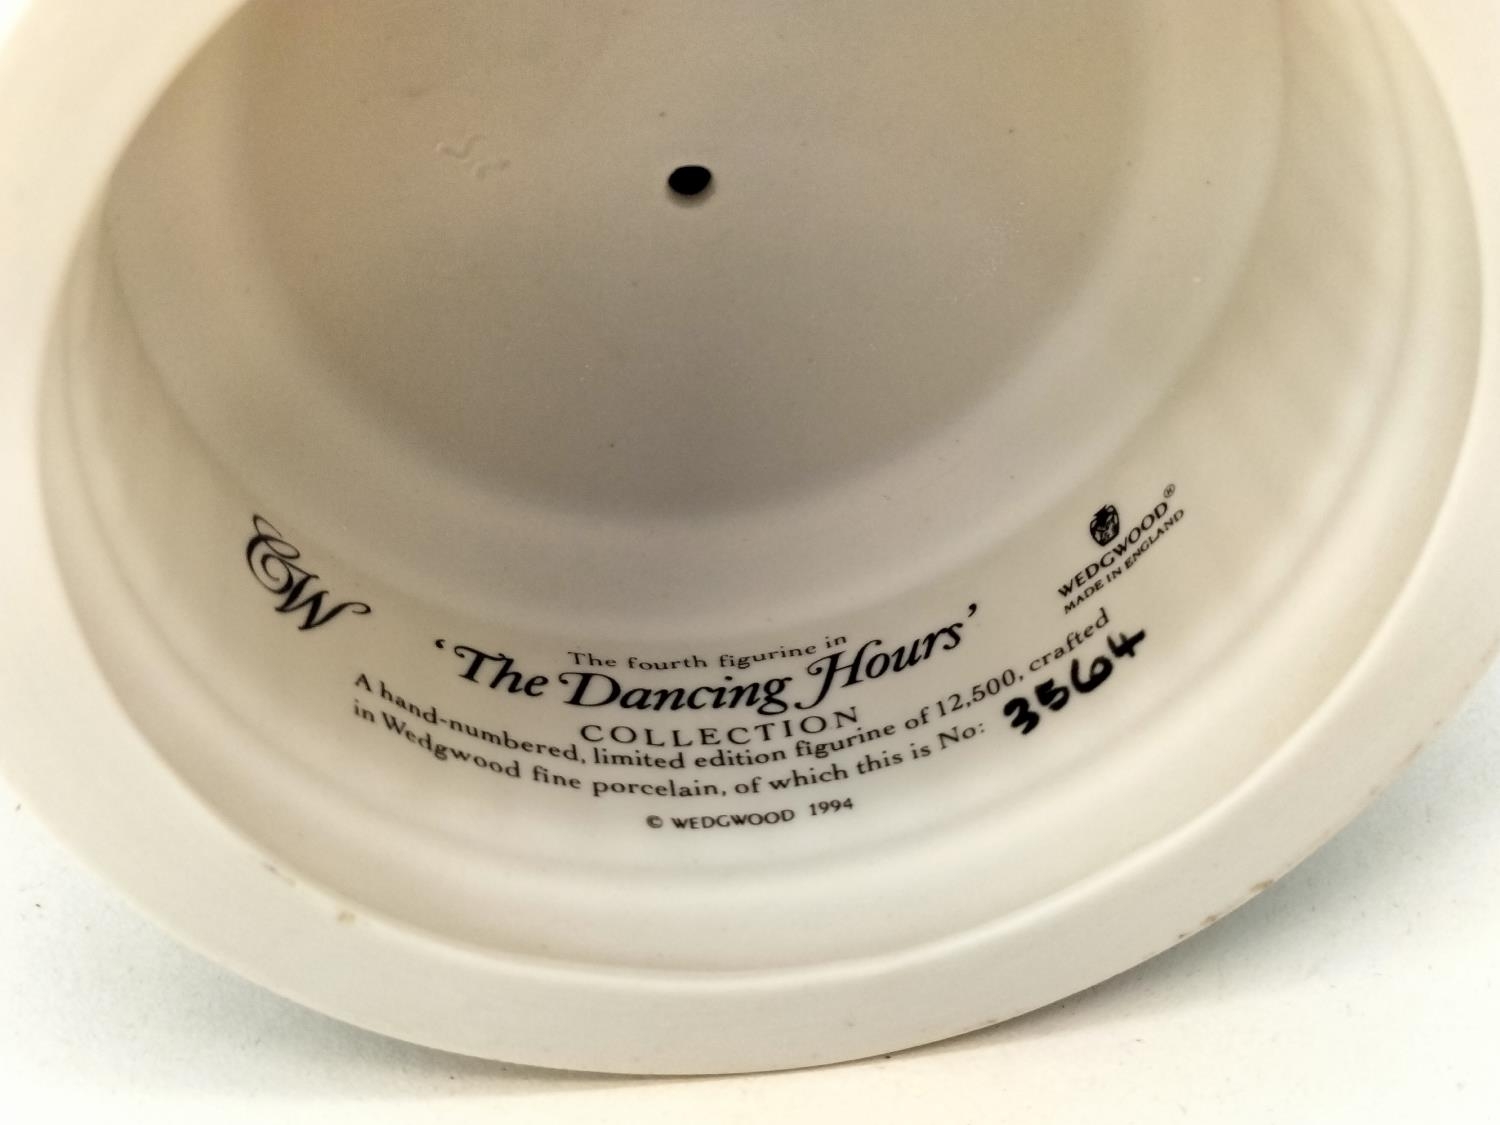 CW
The fourth figurine in
'The Dancing Hours'
COLLECTION
A hand-numbered, limited edition figurine of 12,500, crafted
in Wedgwood fine porcelain, of which this is No: 3564
© WEDGWOOD 1994
WEDGWOOD®
MADE IN ENGLAND